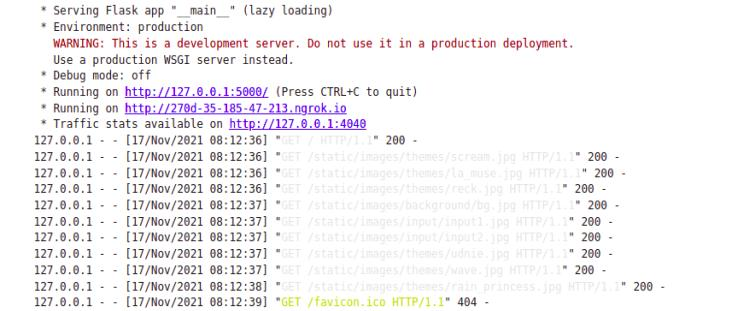 * Serving Flask app "__main__" (lazy loading)
* Environment: production
WARNING: This is a development server. Do not use it in a production deployment.
Use a production WSGI server instead.
* Debug mode: off
* Running on http://127.0.0.1:5000/ (Press CTRL+C to quit)
* Running on http://270d-35-185-47-213.ngrok.io
* Traffic stats available on http://127.0.0.1:4040
127.0.0.1 - - [17/Nov/2021 08:12:36] "GET / HTTP/1.1" 200 -
127.0.0.1 - - [17/Nov/2021 08:12:36] "GET /static/images/themes/scream.jpg HTTP/1.1" 200 -
127.0.0.1 - - [17/Nov/2021 08:12:36] "GET /static/images/themes/la_muse.jpg HTTP/1.1" 200 -
127.0.0.1 - - [17/Nov/2021 08:12:36] "GET /static/images/themes/reck.jpg HTTP/1.1" 200 -
127.0.0.1 - - [17/Nov/2021 08:12:37] "GET /static/images/background/bg.jpg HTTP/1.1" 200 -
127.0.0.1 - - [17/Nov/2021 08:12:37] "GET /static/images/input/input1.jpg HTTP/1.1" 200 -
127.0.0.1 - - [17/Nov/2021 08:12:37] "GET /static/images/input/input2.jpg HTTP/1.1" 200 -
127.0.0.1 - - [17/Nov/2021 08:12:37] "GET /static/images/themes/udnie.jpg HTTP/1.1" 200 -
127.0.0.1 - - [17/Nov/2021 08:12:37] "GET /static/images/themes/wave.jpg HTTP/1.1" 200 -
127.0.0.1 - - [17/Nov/2021 08:12:38] "GET /static/images/themes/rain_princess.jpg HTTP/1.1" 200 -
127.0.0.1 - - [17/Nov/2021 08:12:39] "GET /favicon.ico HTTP/1.1" 404 -